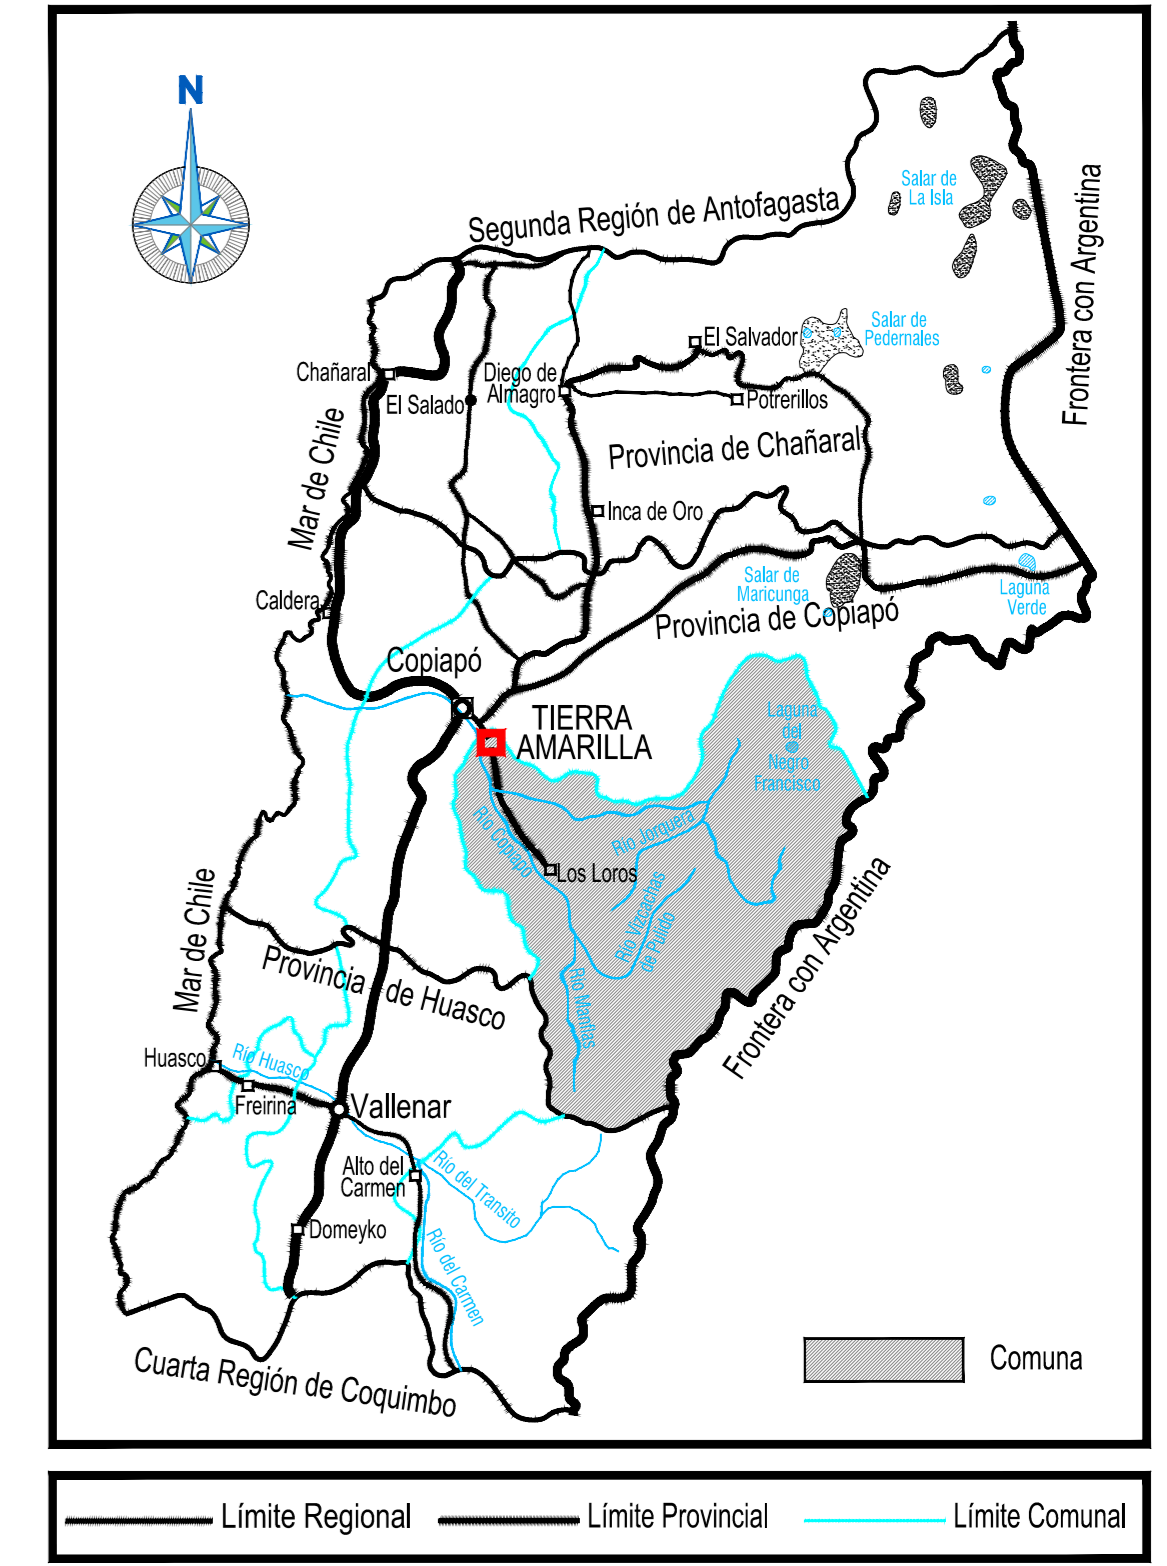 N
Segunda Región de Antofagasta
Salar de
La Isla
Frontera con Argentina
Salar de
Pedernales
El Salvador
Chañaral
Diego de
Almagro
El Salado
Potrerillos
Mar de Chile
Provincia de Chañaral
Inca de Oro
Salar de
Maricunga
Laguna
Verde
Caldera
Provincia de Copiapó
Copiapó
TIERRA
AMARILLA
Laguna
del
Negro
Francisco
Río Copiapó
Río Jorquera
Los Loros
Río Vizcachas
de Pulido
Mar de Chile
Frontera con Argentina
Provincia de Huasco
Río Manflas
Huasco
Río Huasco
Freirina
Vallenar
Alto del
Carmen
Río del Transito
Domeyko
Río del Carmen
Cuarta Región de Coquimbo
Comuna
Límite Regional
Límite Provincial
Límite Comunal